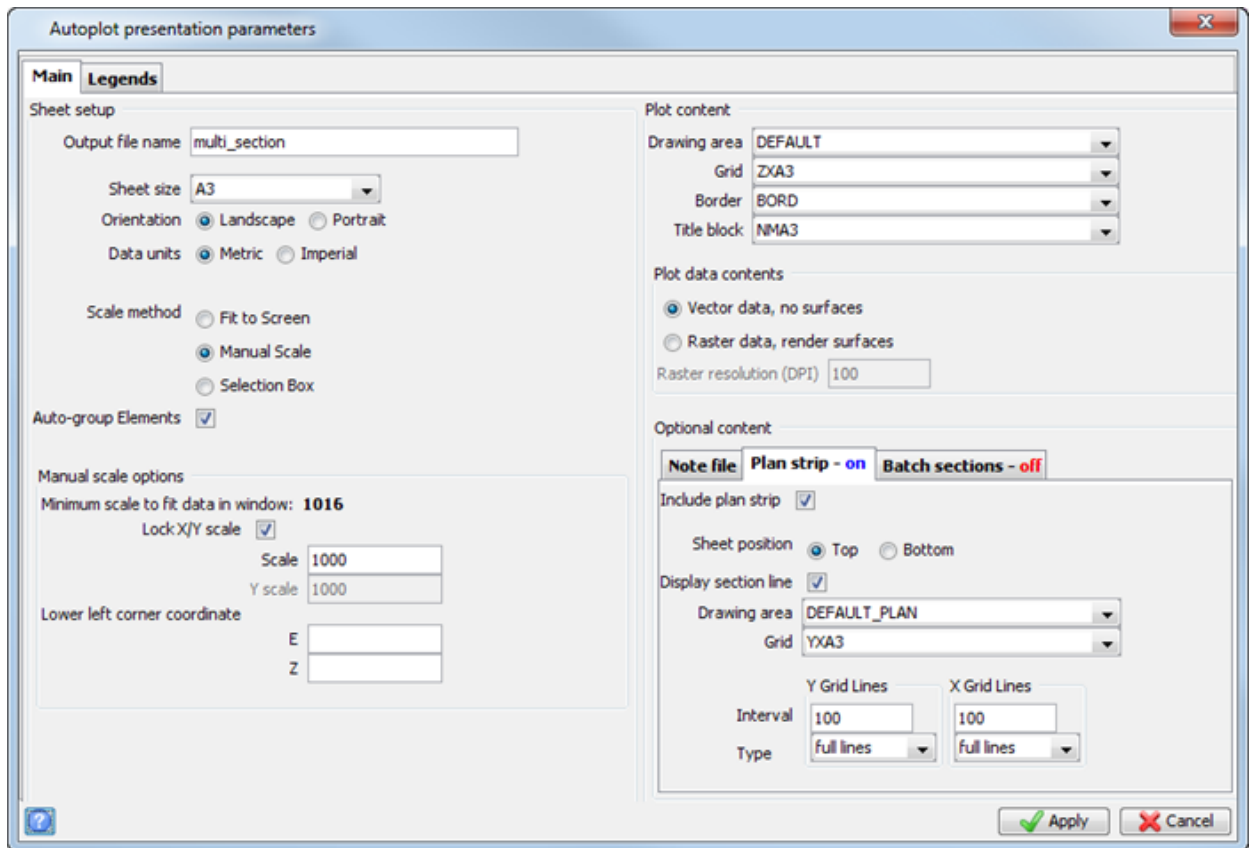 Autoplot presentation parameters
Main Legends
Sheet setup
Output file name multi_section
Sheet size A3
Orientation Landscape Portrait
Data units Metric Imperial
Scale method Fit to Screen
Manual Scale
Selection Box
Auto-group Elements
Manual scale options
Minimum scale to fit data in window: 1016
Lock X/Y scale
Scale 1000
Y scale 1000
Lower left corner coordinate
E
Z
Plot content
Drawing area DEFAULT
Grid ZXA3
Border BORD
Title block NMA3
Plot data contents
Vector data, no surfaces
Raster data, render surfaces
Raster resolution (DPI) 100
Optional content
Note file Plan strip - on Batch sections - off
Include plan strip
Sheet position Top Bottom
Display section line
Drawing area DEFAULT_PLAN
Grid YXA3
Y Grid Lines X Grid Lines
Interval 100 100
Type full lines full lines
? Apply Cancel